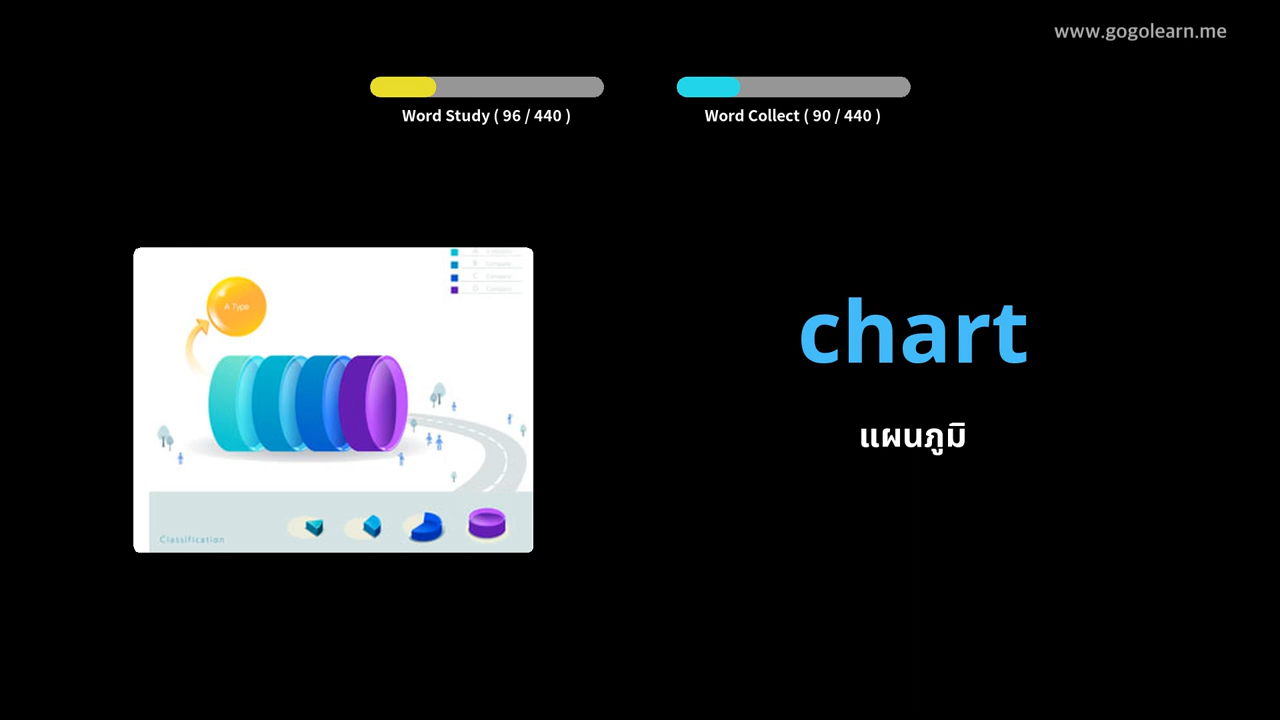 www.gogolearn.me
Word Study ( 96 / 440 )
Word Collect ( 90 / 440 )
A Type
chart
แผนภูมิ
Classification